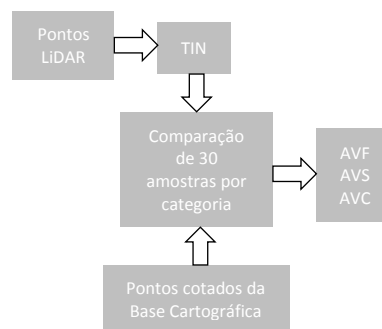 Pontos
LiDAR
TIN
Comparação
de 30
amostras por
categoria
AVF
AVS
AVC
Pontos cotados da
Base Cartográfica